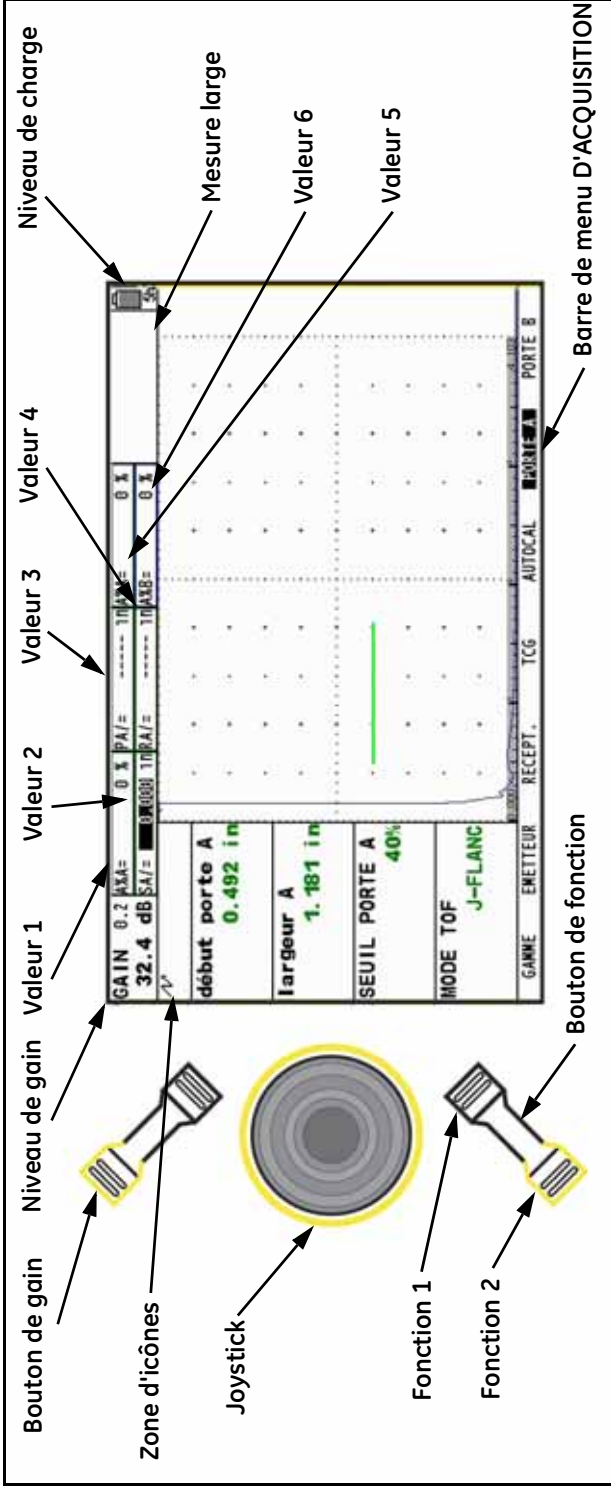 Bouton de gain
Niveau de gain
Valeur 1
Valeur 2
Valeur 3
Valeur 4
Niveau de charge
Mesure large
Valeur 6
Valeur 5
Barre de menu D'ACQUISITION
Zone d'icônes
Joystick
Fonction 1
Fonction 2
Bouton de fonction
GAIN 0.2
32.4 dB
A%A= 0 %
SA/= in
PA/= ----- in
RA/= ----- in
0 %
A%B= 0 %
début porte A
0.492 in
largeur A
1.181 in
SEUIL PORTE A
40%
MODE TOF
J-FLANC
GAMME EMETTEUR RECEPT. TCG AUTOCAL PORTE B